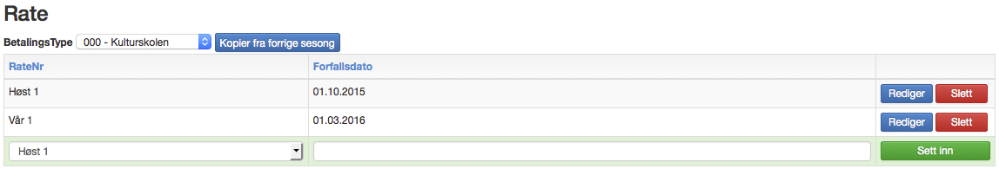 Rate
BetalingsType 000 - Kulturskolen Kopier fra forrige sesong
RateNr Forfallsdato
Høst 1 01.10.2015 Rediger Slett
Vår 1 01.03.2016 Rediger Slett
Høst 1 Sett inn